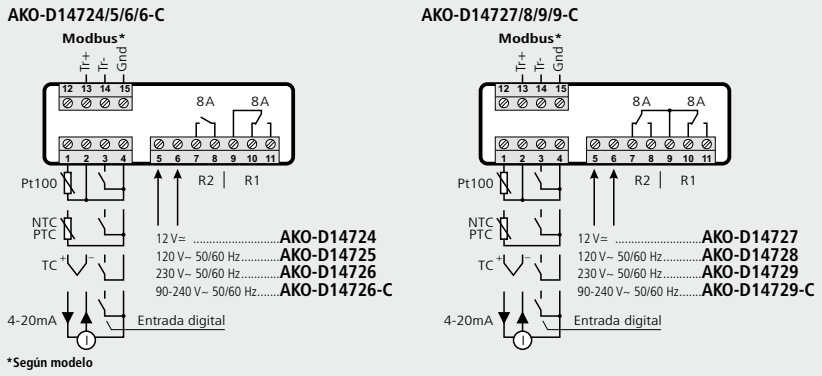 AKO-D14724/5/6/6-C
Modbus*
Tr+ Tr- Gnd
12 13 14 15
8A 8A
1 2 3 4 5 6 7 8 9 10 11
Pt100
R2 | R1
NTC
PTC
12 V≂ ............................AKO-D14724
TC + –
120 V~ 50/60 Hz...........AKO-D14725
230 V~ 50/60 Hz...........AKO-D14726
90-240 V~ 50/60 Hz.......AKO-D14726-C
4-20mA
Entrada digital
I
*Según modelo
AKO-D14727/8/9/9-C
Modbus*
Tr+ Tr- Gnd
12 13 14 15
8A 8A
1 2 3 4 5 6 7 8 9 10 11
Pt100
R2 | R1
NTC
PTC
12 V≂ ..........................AKO-D14727
TC + –
120 V~ 50/60 Hz..........AKO-D14728
230 V~ 50/60 Hz..........AKO-D14729
90-240 V~ 50/60 Hz......AKO-D14729-C
4-20mA
Entrada digital
I